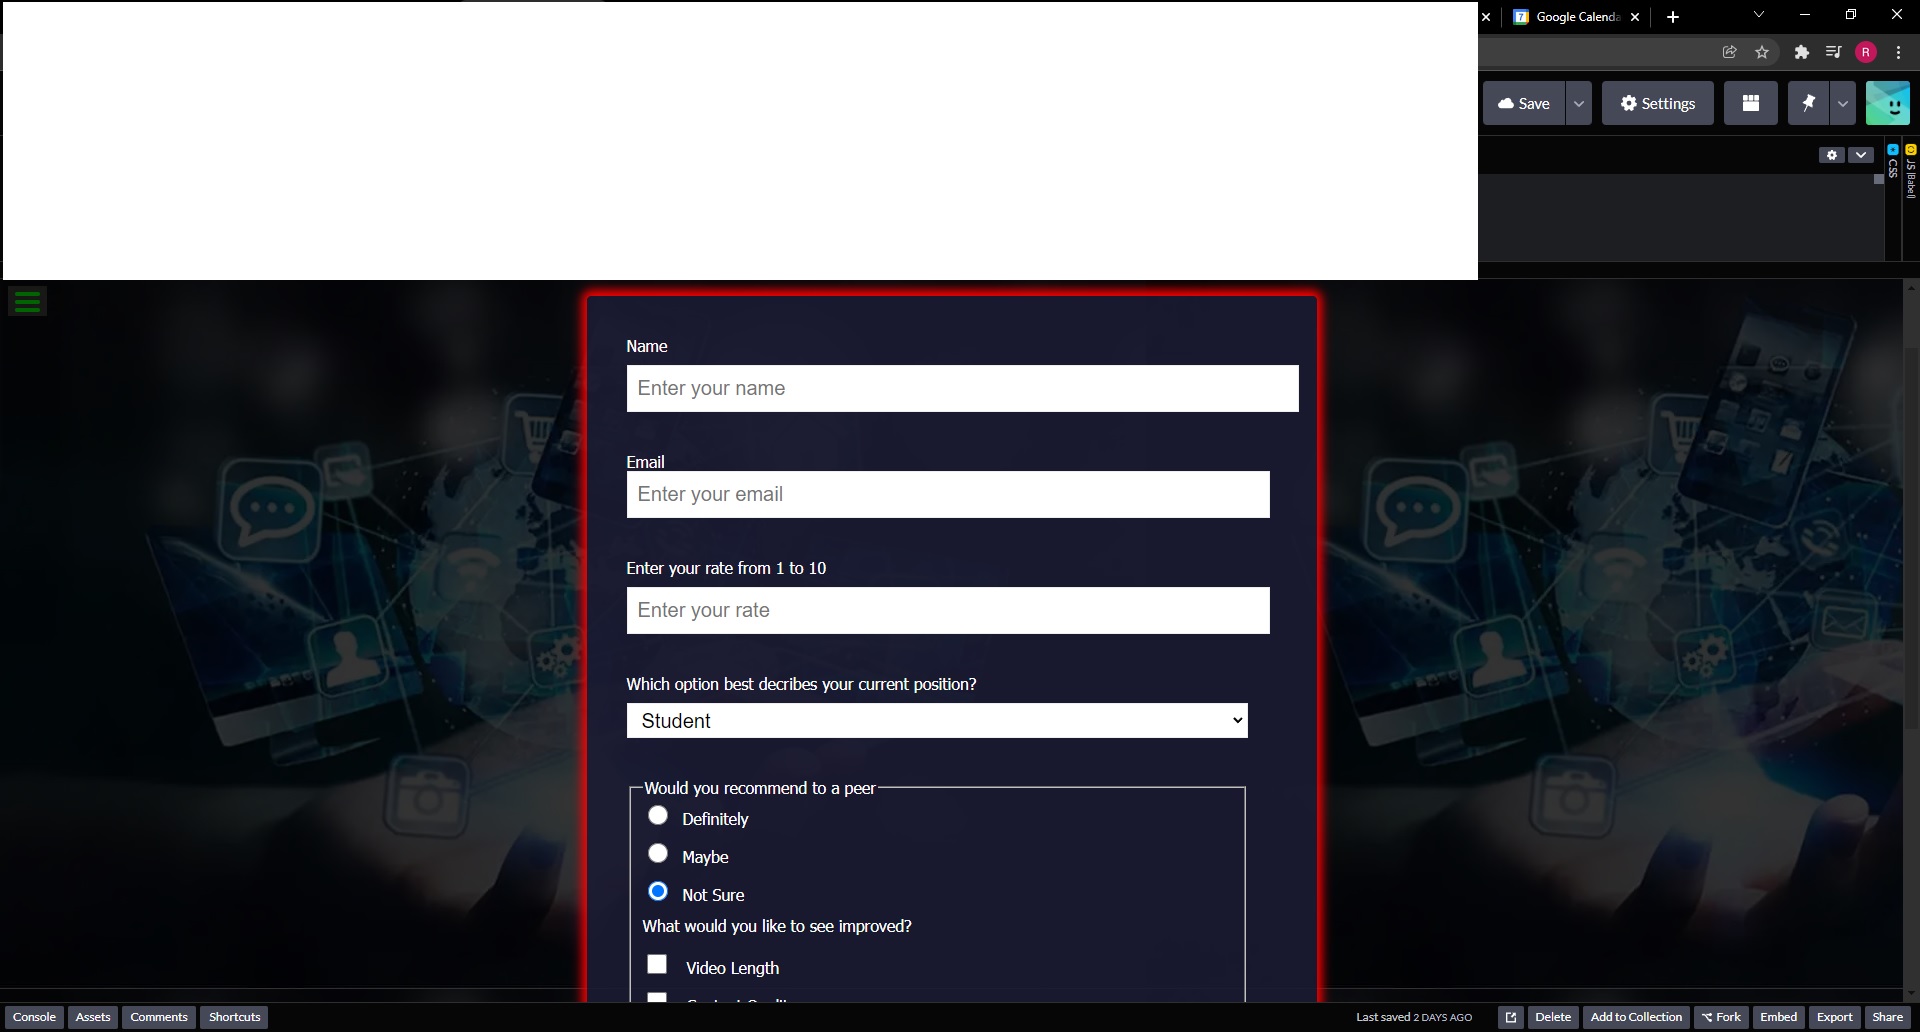 Google Calenda
R
Save
Settings
CSS
JS (Babel)
Name
Enter your name
Email
Enter your email
Enter your rate from 1 to 10
Enter your rate
Which option best decribes your current position?
Student
Would you recommend to a peer
Definitely
Maybe
Not Sure
What would you like to see improved?
Video Length
Console Assets Comments Shortcuts Last saved 2 DAYS AGO Delete Add to Collection Fork Embed Export Share